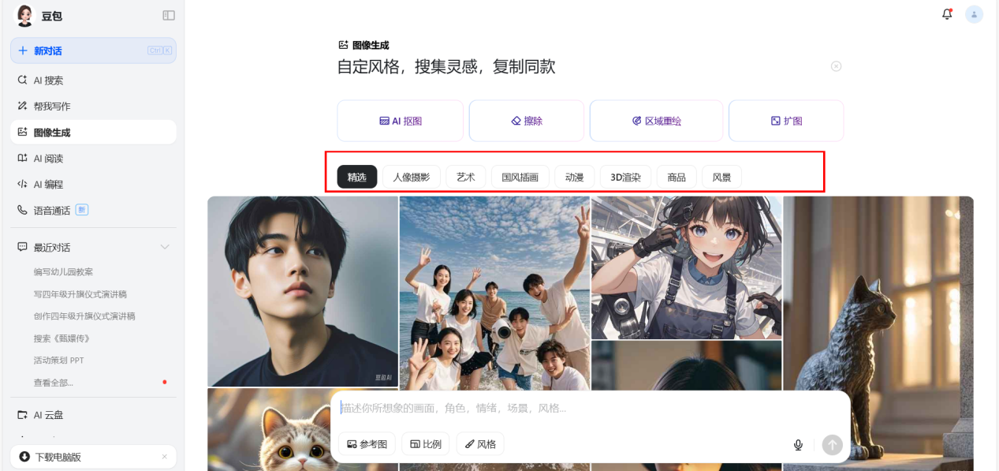 豆包
新对话
Ctrl K
AI 搜索
帮我写作
图像生成
AI 阅读
AI 编程
语音通话 新
最近对话
编写幼儿园教案
写四年级升旗仪式演讲稿
创作四年级升旗仪式演讲稿
搜索《甄嬛传》
活动策划 PPT
查看全部...
AI 云盘
下载电脑版
图像生成
自定风格，搜集灵感，复制同款
AI 抠图
擦除
区域重绘
扩图
精选
人像摄影
艺术
国风插画
动漫
3D渲染
商品
风景
豆包AI
描述你所想象的画面，角色，情绪，场景，风格...
参考图
比例
风格